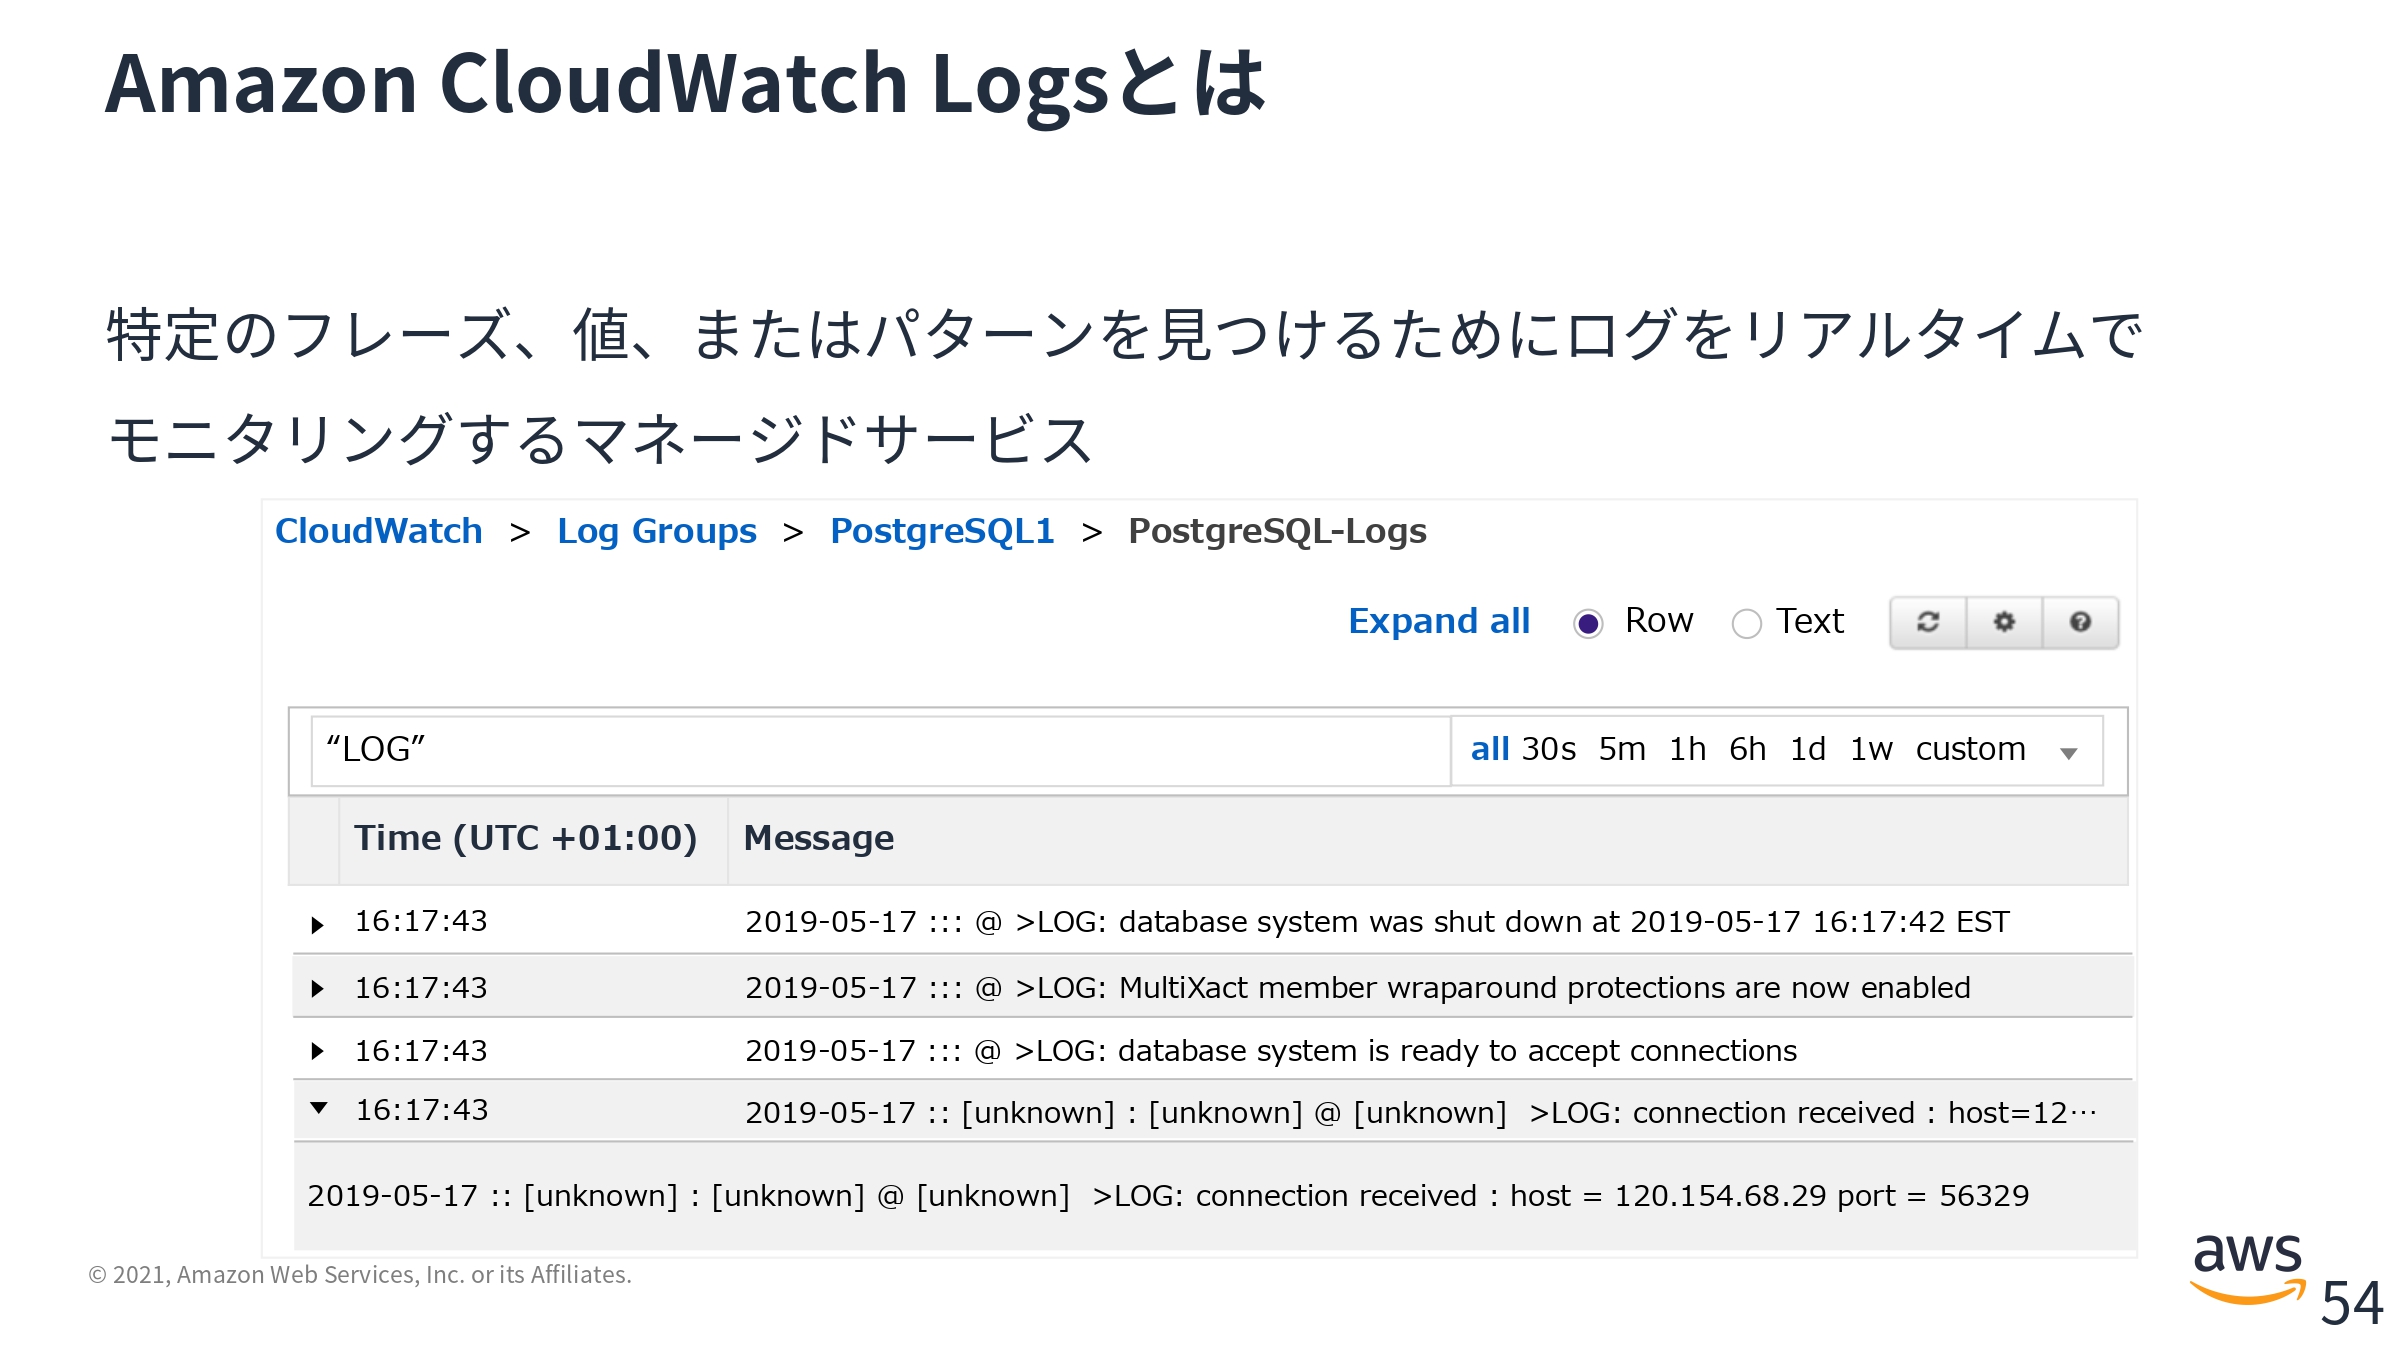 Amazon CloudWatch Logsとは
特定のフレーズ、値、またはパターンを見つけるためにログをリアルタイムで
モニタリングするマネージドサービス
CloudWatch > Log Groups > PostgreSQL1 > PostgreSQL-Logs
Expand all Row Text
“LOG” all 30s 5m 1h 6h 1d 1w custom
Time (UTC +01:00) Message
16:17:43 2019-05-17 ::: @ >LOG: database system was shut down at 2019-05-17 16:17:42 EST
16:17:43 2019-05-17 ::: @ >LOG: MultiXact member wraparound protections are now enabled
16:17:43 2019-05-17 ::: @ >LOG: database system is ready to accept connections
16:17:43 2019-05-17 :: [unknown] : [unknown] @ [unknown] >LOG: connection received : host=12…
2019-05-17 :: [unknown] : [unknown] @ [unknown] >LOG: connection received : host = 120.154.68.29 port = 56329
© 2021, Amazon Web Services, Inc. or its Affiliates.
aws
54